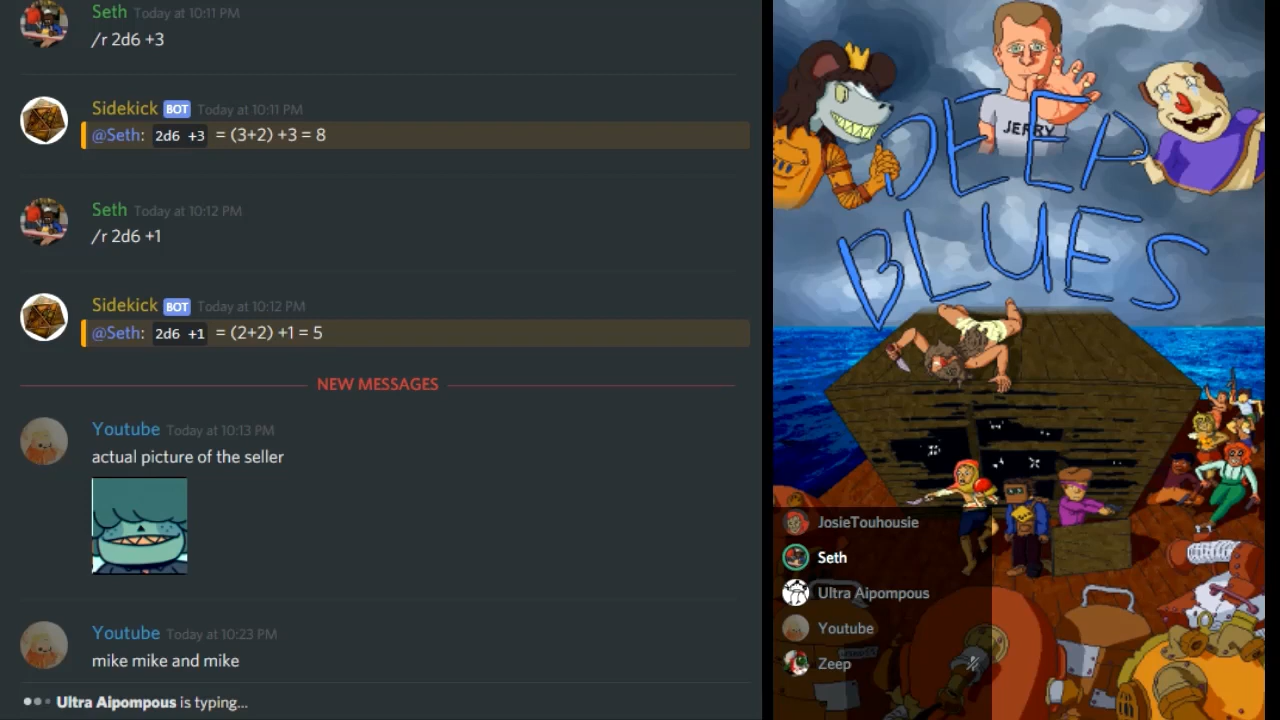 Seth Today at 10:11 PM
/r 2d6 +3
Sidekick BOT Today at 10:11 PM
@Seth: 2d6 +3 = (3+2) +3 = 8
Seth Today at 10:12 PM
/r 2d6 +1
Sidekick BOT Today at 10:12 PM
@Seth: 2d6 +1 = (2+2) +1 = 5
NEW MESSAGES
Youtube Today at 10:13 PM
actual picture of the seller
Youtube Today at 10:23 PM
mike mike and mike
Ultra Aipompous is typing...
JERRY
DEEP
BLUES
JosieTouhousie
Seth
Ultra Aipompous
Youtube
Zeep